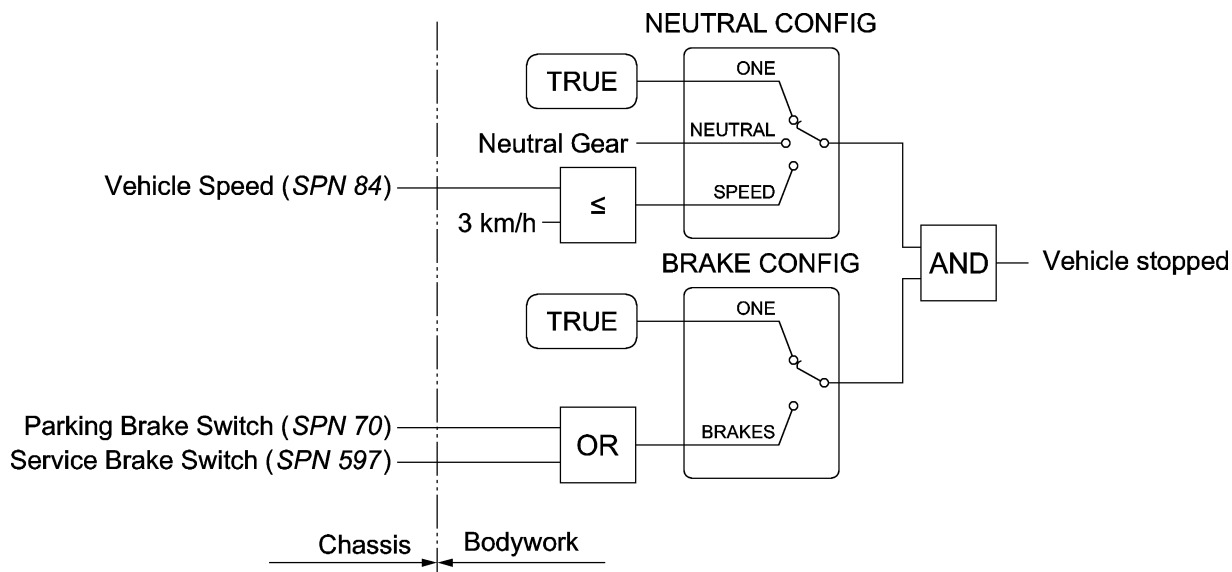 NEUTRAL CONFIG
TRUE
ONE
Neutral Gear
NEUTRAL
Vehicle Speed (SPN 84)
≤
SPEED
3 km/h
BRAKE CONFIG
AND
Vehicle stopped
TRUE
ONE
Parking Brake Switch (SPN 70)
OR
BRAKES
Service Brake Switch (SPN 597)
Chassis
Bodywork